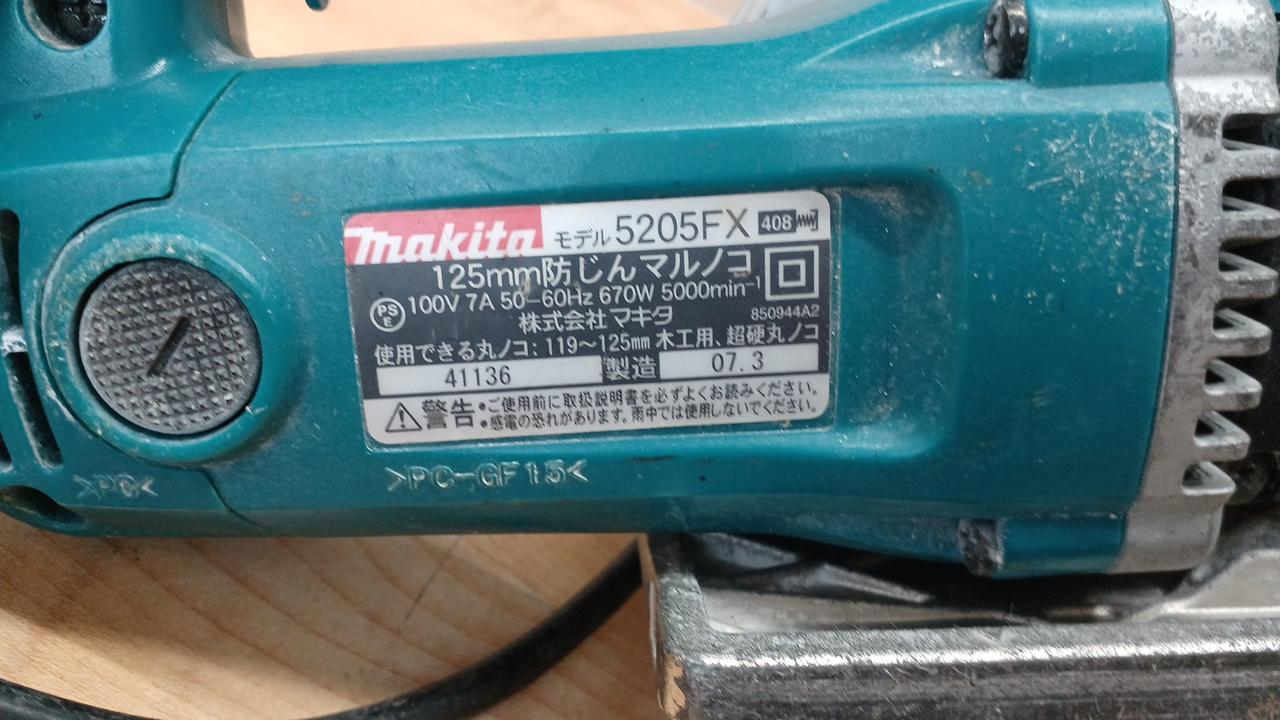 makita モデル 5205FX 408
125mm防じんマルノコ
PSE 100V 7A 50-60Hz 670W 5000min-1
株式会社マキタ 850944A2
使用できる丸ノコ:119～125mm 木工用、超硬丸ノコ
41136 製造 07.3
警告 •ご使用前に取扱説明書を必ずよくお読みください。
•感電の恐れがあります。雨中では使用しないでください。
>PC-GF15<
>PC<